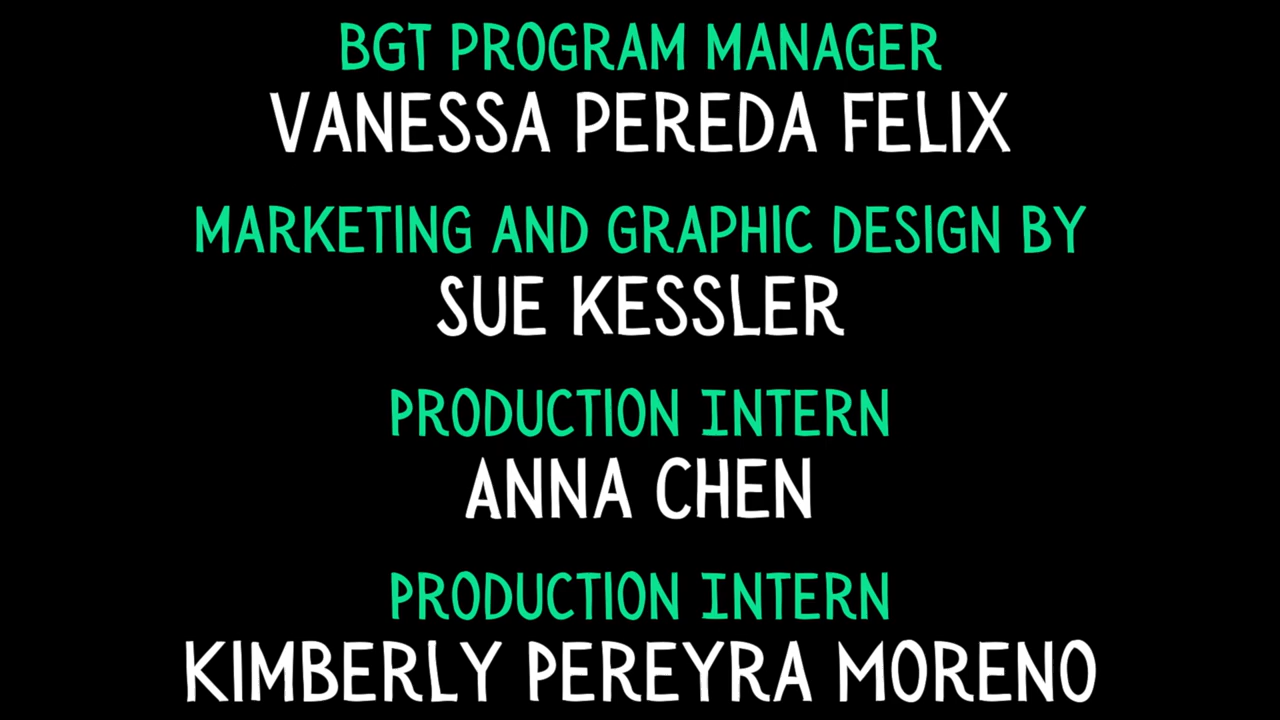 BGT PROGRAM MANAGER
VANESSA PEREDA FELIX
MARKETING AND GRAPHIC DESIGN BY
SUE KESSLER
PRODUCTION INTERN
ANNA CHEN
PRODUCTION INTERN
KIMBERLY PEREYRA MORENO